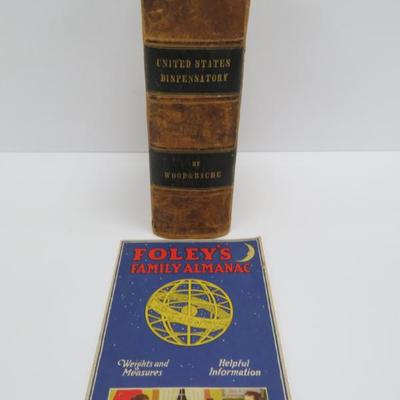 UNITED STATES
DISPENSATORY
BY
WOOD & BACHE
FOLEY'S
FAMILY ALMANAC
Weights and
Measures
Helpful
Information